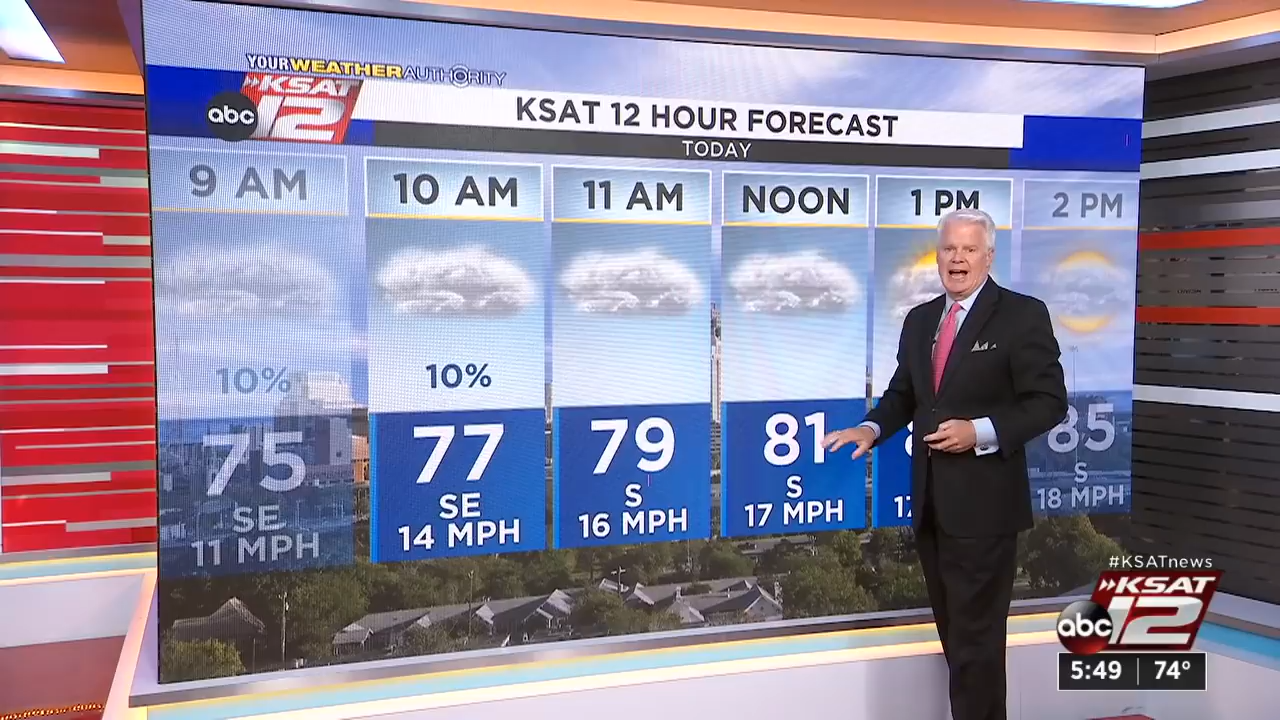 YOUR WEATHER AUTHORITY
abc KSAT 12
KSAT 12 HOUR FORECAST
TODAY
9 AM
10%
75
SE
11 MPH
10 AM
10%
77
SE
14 MPH
11 AM
79
S
16 MPH
NOON
81
S
17 MPH
1 PM
8
17
2 PM
85
S
18 MPH
#KSATnews
abc KSAT 12
5:49 74°